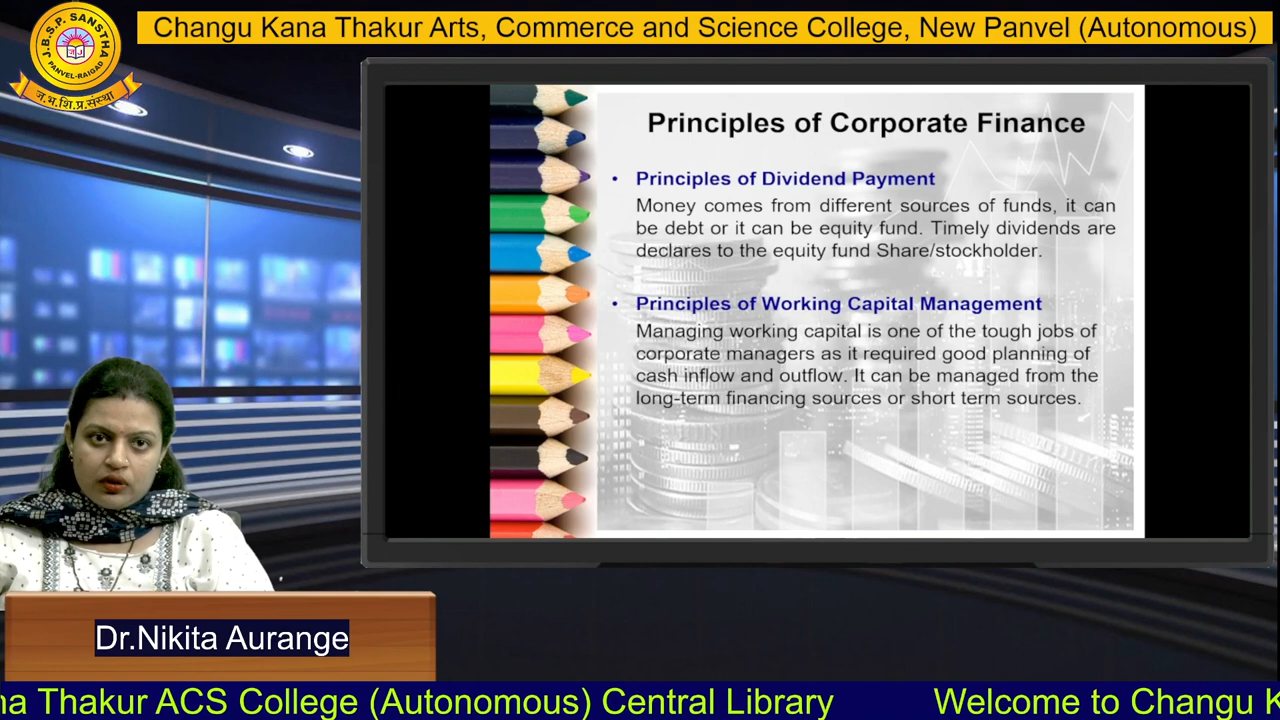 Changu Kana Thakur Arts, Commerce and Science College, New Panvel (Autonomous)
J.B.S.P. SANSTHA
PANVEL-RAIGAD
ज.भ.शि.प्र.संस्था
Principles of Corporate Finance
• Principles of Dividend Payment
Money comes from different sources of funds, it can
be debt or it can be equity fund. Timely dividends are
declares to the equity fund Share/stockholder.
• Principles of Working Capital Management
Managing working capital is one of the tough jobs of
corporate managers as it required good planning of
cash inflow and outflow. It can be managed from the
long-term financing sources or short term sources.
Dr.Nikita Aurange
na Thakur ACS College (Autonomous) Central Library Welcome to Changu K